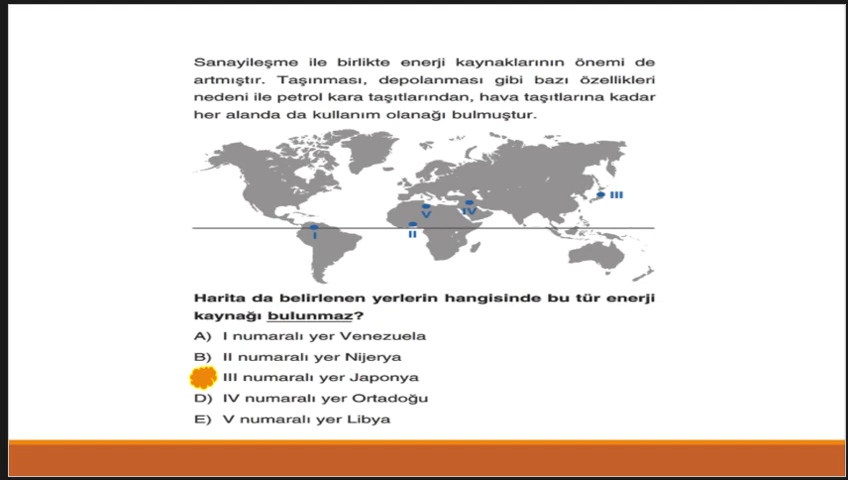 Sanayileşme ile birlikte enerji kaynaklarının önemi de
artmıştır. Taşınması, depolanması gibi bazı özellikleri
nedeni ile petrol kara taşıtlarından, hava taşıtlarına kadar
her alanda da kullanım olanağı bulmuştur.
III
IV
V
II
I
Harita da belirlenen yerlerin hangisinde bu tür enerji
kaynağı bulunmaz?
A) I numaralı yer Venezuela
B) II numaralı yer Nijerya
III numaralı yer Japonya
D) IV numaralı yer Ortadoğu
E) V numaralı yer Libya